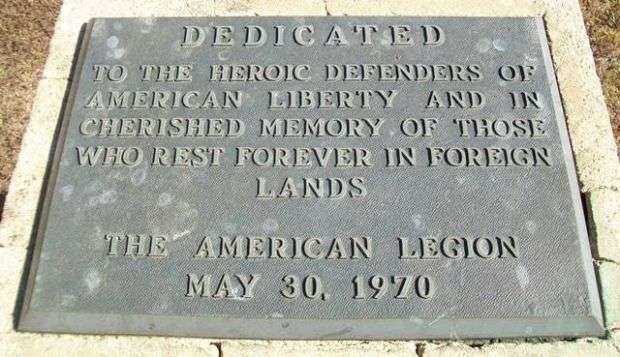 DEDICATED
TO THE HEROIC DEFENDERS OF
AMERICAN LIBERTY AND IN
CHERISHED MEMORY OF THOSE
WHO REST FOREVER IN FOREIGN
LANDS
THE AMERICAN LEGION
MAY 30, 1970